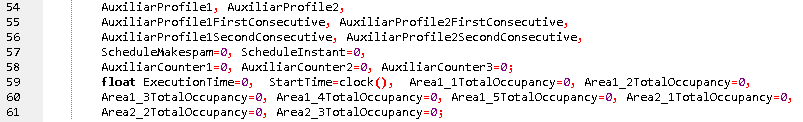 54 AuxiliarProfile1, AuxiliarProfile2,
55 AuxiliarProfile1FirstConsecutive, AuxiliarProfile2FirstConsecutive,
56 AuxiliarProfile1SecondConsecutive, AuxiliarProfile2SecondConsecutive,
57 ScheduleMakespam=0, ScheduleInstant=0,
58 AuxiliarCounter1=0, AuxiliarCounter2=0, AuxiliarCounter3=0;
59 float ExecutionTime=0, StartTime=clock(), Area1_1TotalOccupancy=0, Area1_2TotalOccupancy=0,
60 Area1_3TotalOccupancy=0, Area1_4TotalOccupancy=0, Area1_5TotalOccupancy=0, Area2_1TotalOccupancy=0,
61 Area2_2TotalOccupancy=0, Area2_3TotalOccupancy=0;